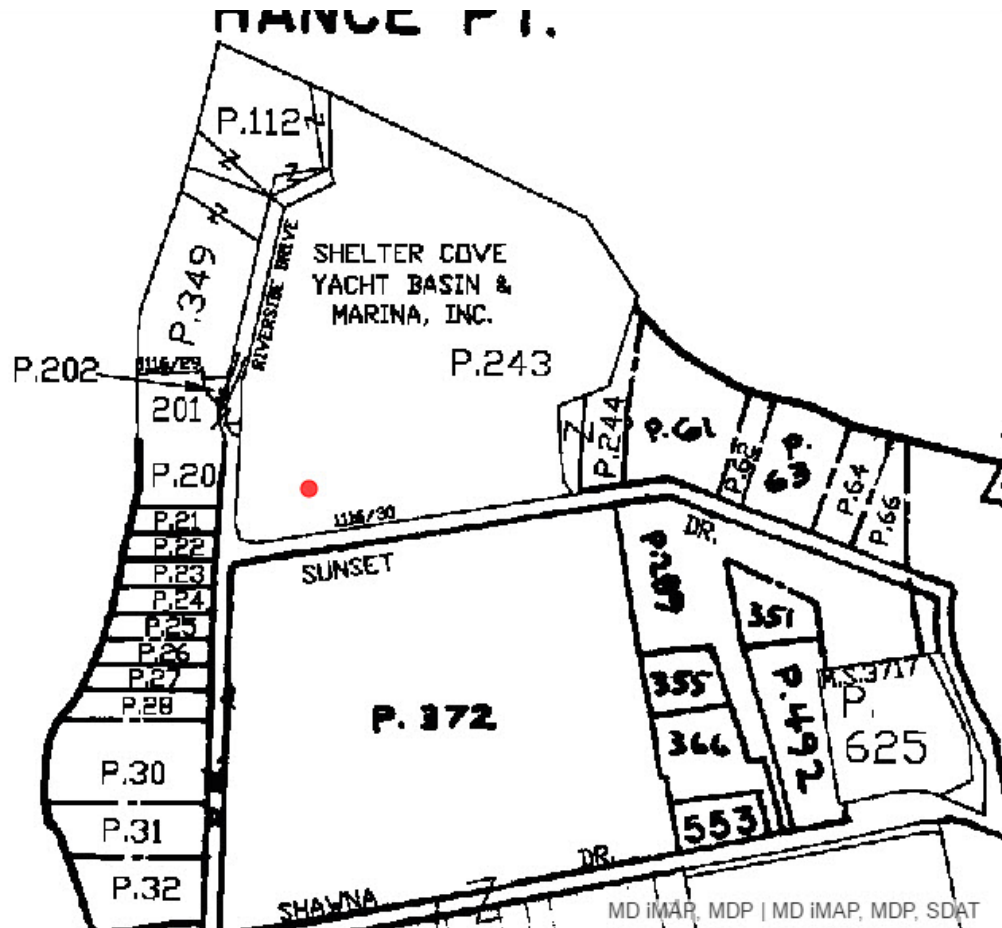 HANCE PT.
P.112
Z
Z
Z
Z
RIVERSIDE DRIVE
SHELTER COVE
YACHT BASIN &
MARINA, INC.
P.349
P.243
P.202
201
P.244
Z
P.61
P.
63
P.64
P.66
P.20
1116/30
SUNSET
DR.
P.21
P.22
P.23
P.24
P.25
P.26
P.27
P.28
P.30
P.31
P.32
351
355
366
553
P.492
M.S.3717
P.
625
P. 372
SHAWNA
DR.
Z
MD iMAP, MDP | MD iMAP, MDP, SDAT